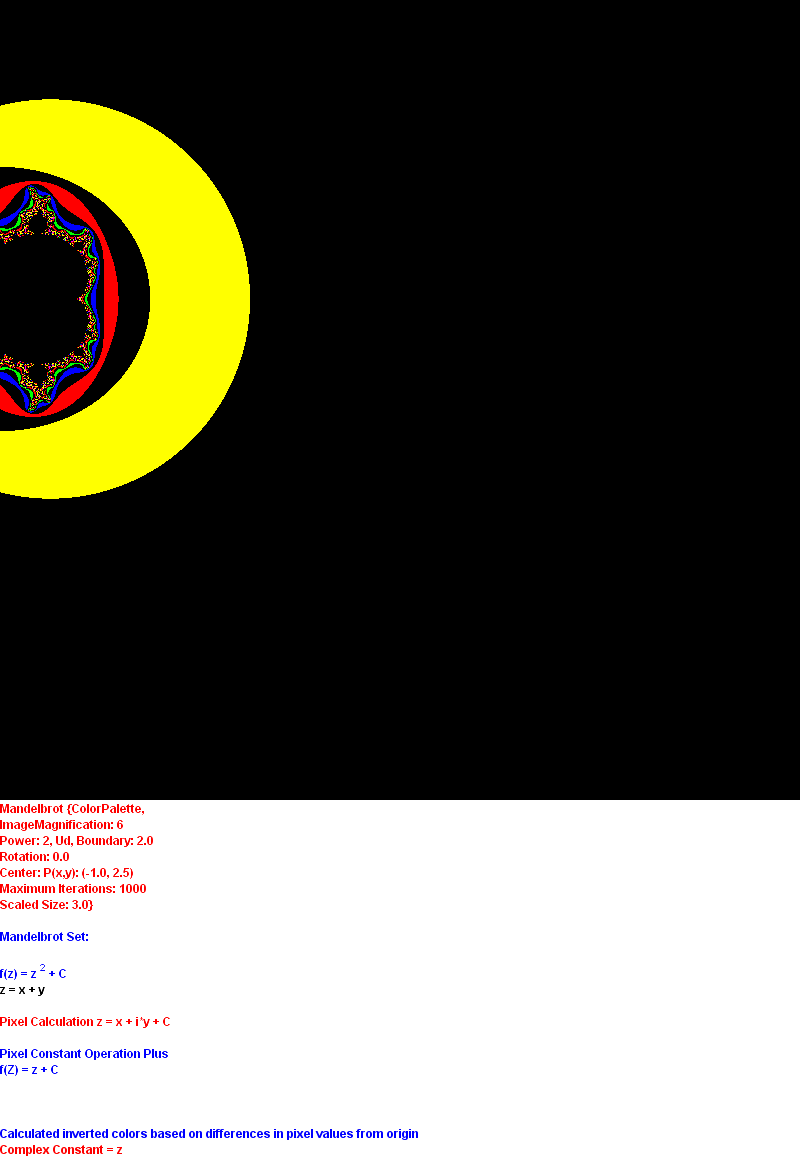 Mandelbrot {ColorPalette,
ImageMagnification: 6
Power: 2, Ud, Boundary: 2.0
Rotation: 0.0
Center: P(x,y): (-1.0, 2.5)
Maximum Iterations: 1000
Scaled Size: 3.0}
Mandelbrot Set:
f(z) = z 2 + C
z = x + y
Pixel Calculation z = x + i*y + C
Pixel Constant Operation Plus
f(Z) = z + C
Calculated inverted colors based on differences in pixel values from origin
Complex Constant = z